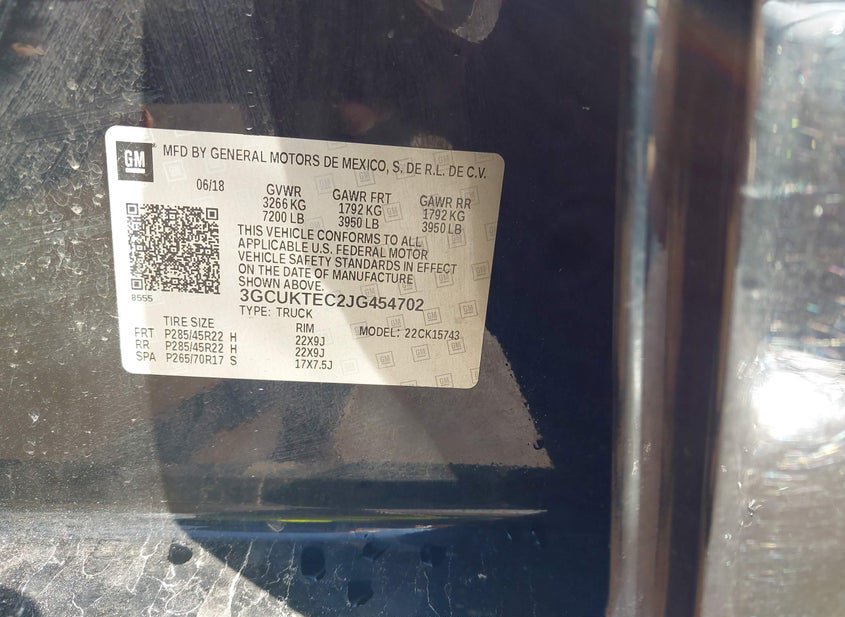 GM MFD BY GENERAL MOTORS DE MEXICO, S. DE R.L. DE C.V.
06/18 GVWR GAWR FRT GAWR RR
3266 KG 1792 KG 1792 KG
7200 LB 3950 LB 3950 LB
THIS VEHICLE CONFORMS TO ALL
APPLICABLE U.S. FEDERAL MOTOR
VEHICLE SAFETY STANDARDS IN EFFECT
ON THE DATE OF MANUFACTURE
SHOWN ABOVE.
8555
3GCUKTEC2JG454702
TYPE: TRUCK
TIRE SIZE RIM MODEL: 22CK15743
FRT P285/45R22 H 22X9J
RR P285/45R22 H 22X9J
SPA P265/70R17 S 17X7.5J